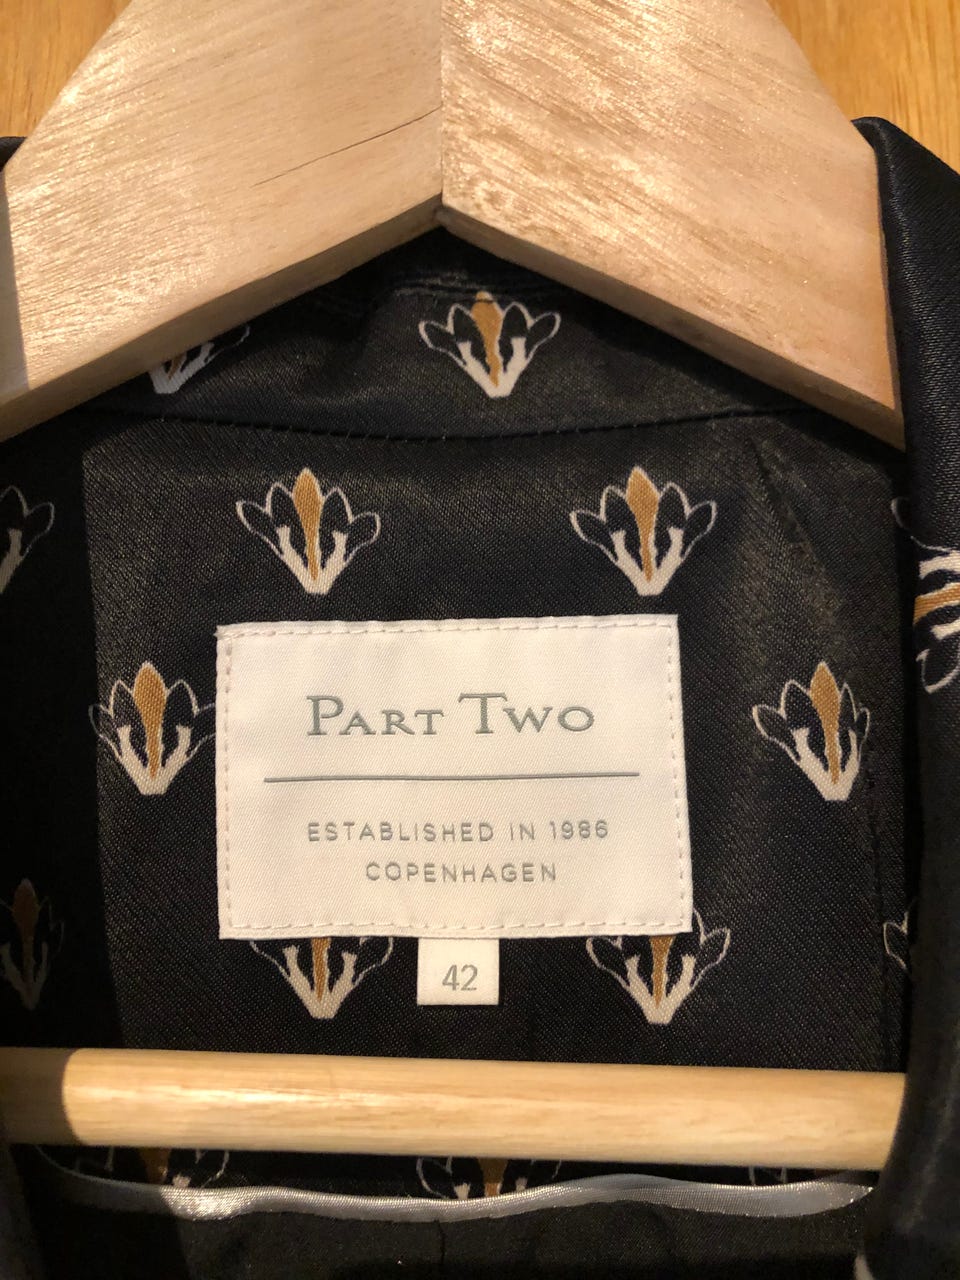 Part Two
ESTABLISHED IN 1986
COPENHAGEN
42